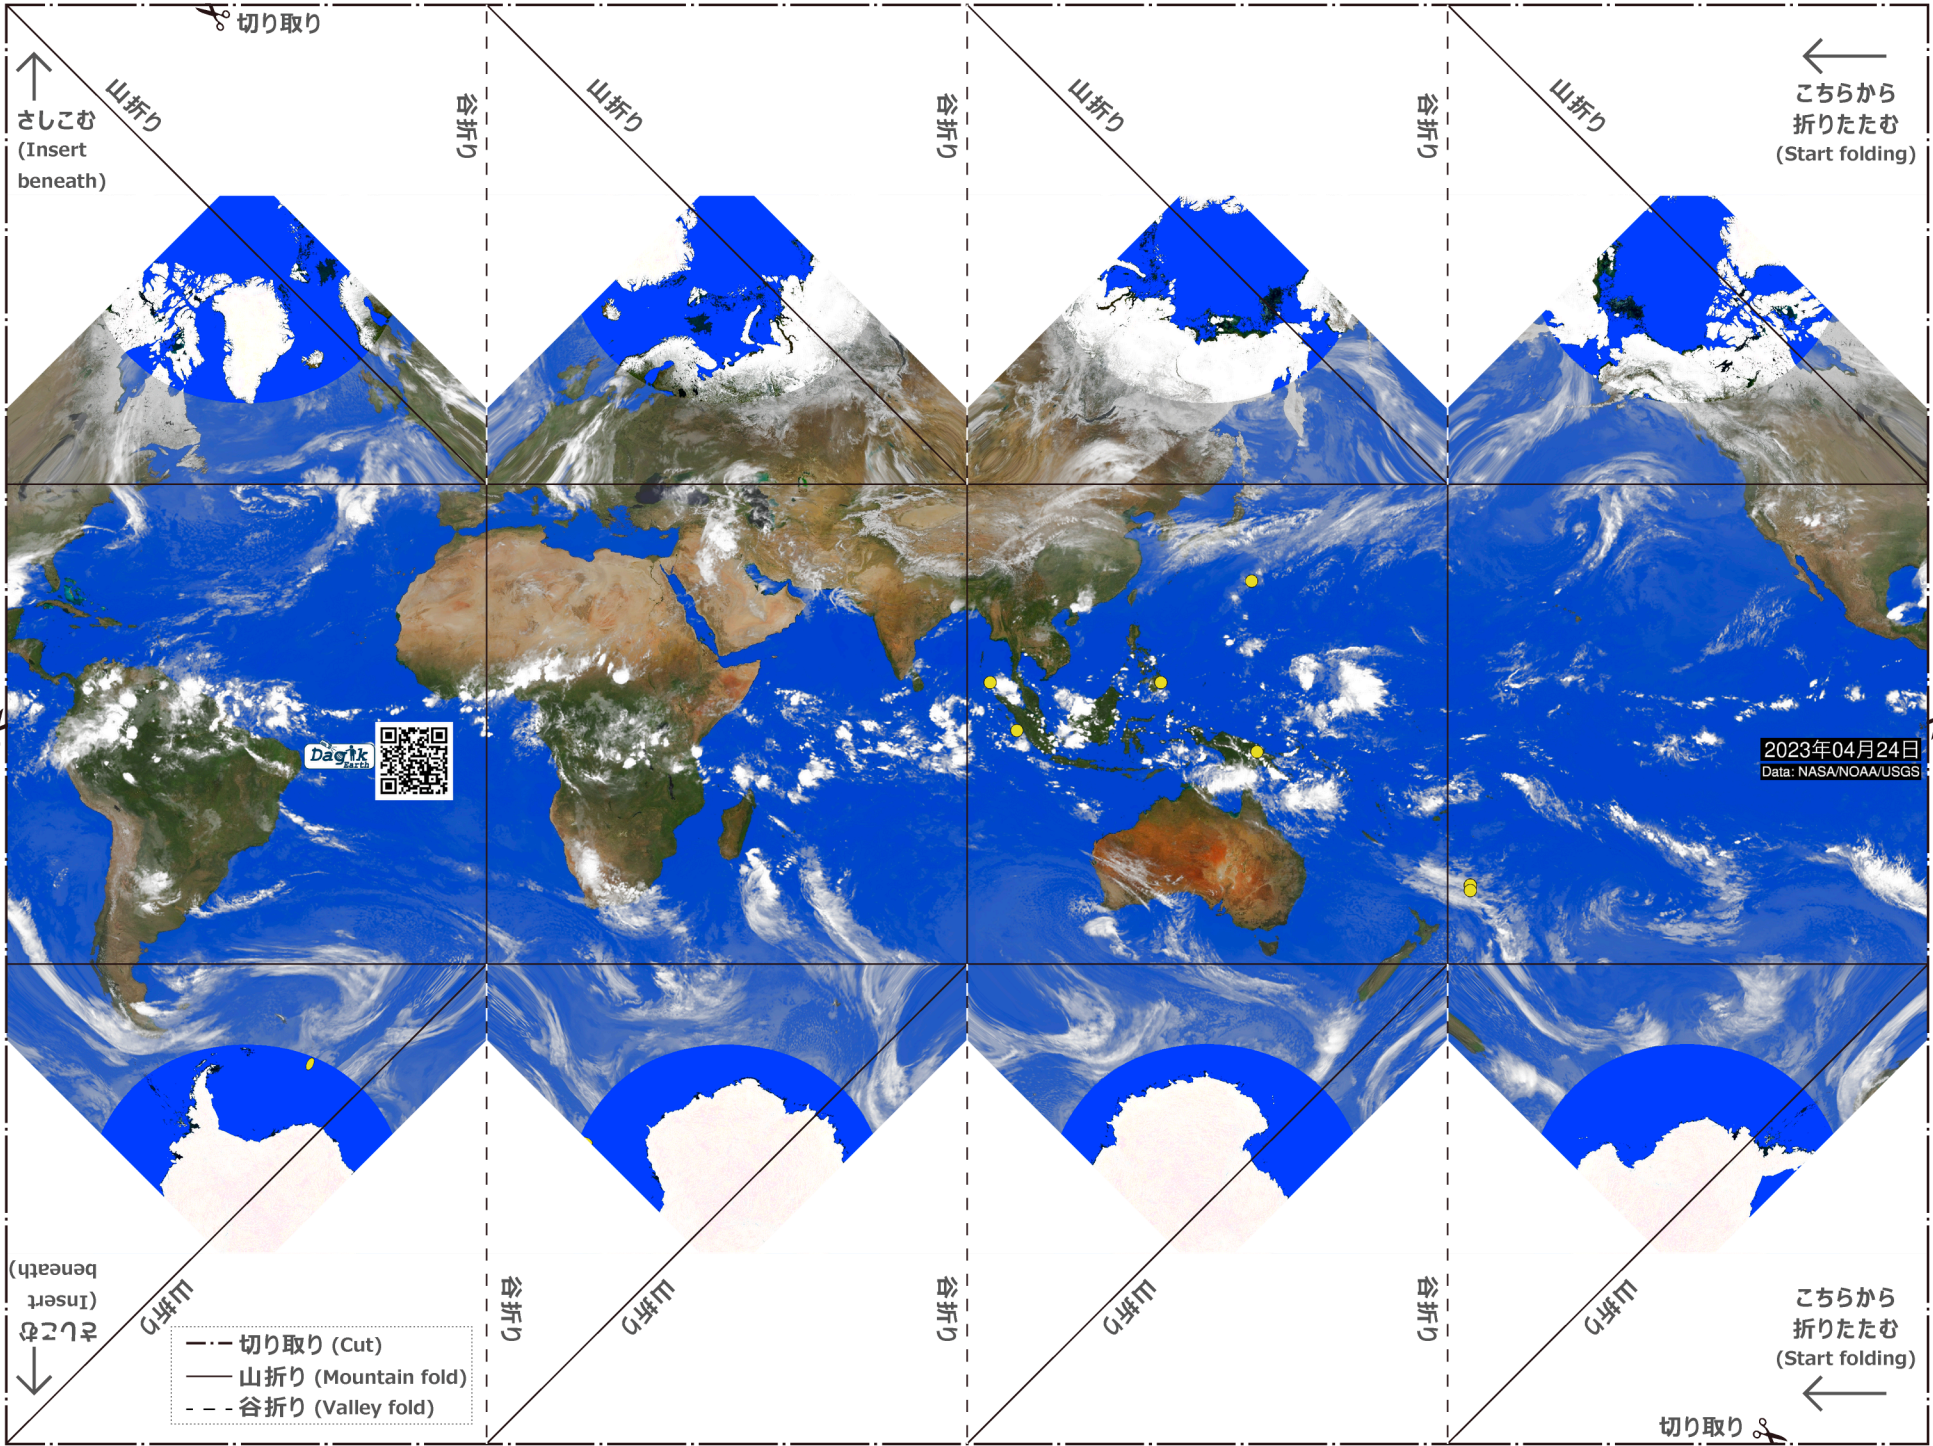 切り取り
山折り
谷折り
山折り
谷折り
山折り
谷折り
山折り
さしこむ
(Insert
beneath)
こちらから
折りたたむ
(Start folding)
Dagik
Earth
2023年04月24日
Data: NASA/NOAA/USGS
さしこむ
(Insert
beneath)
山折り
谷折り
山折り
谷折り
山折り
谷折り
山折り
こちらから
折りたたむ
(Start folding)
切り取り (Cut)
山折り (Mountain fold)
谷折り (Valley fold)
切り取り